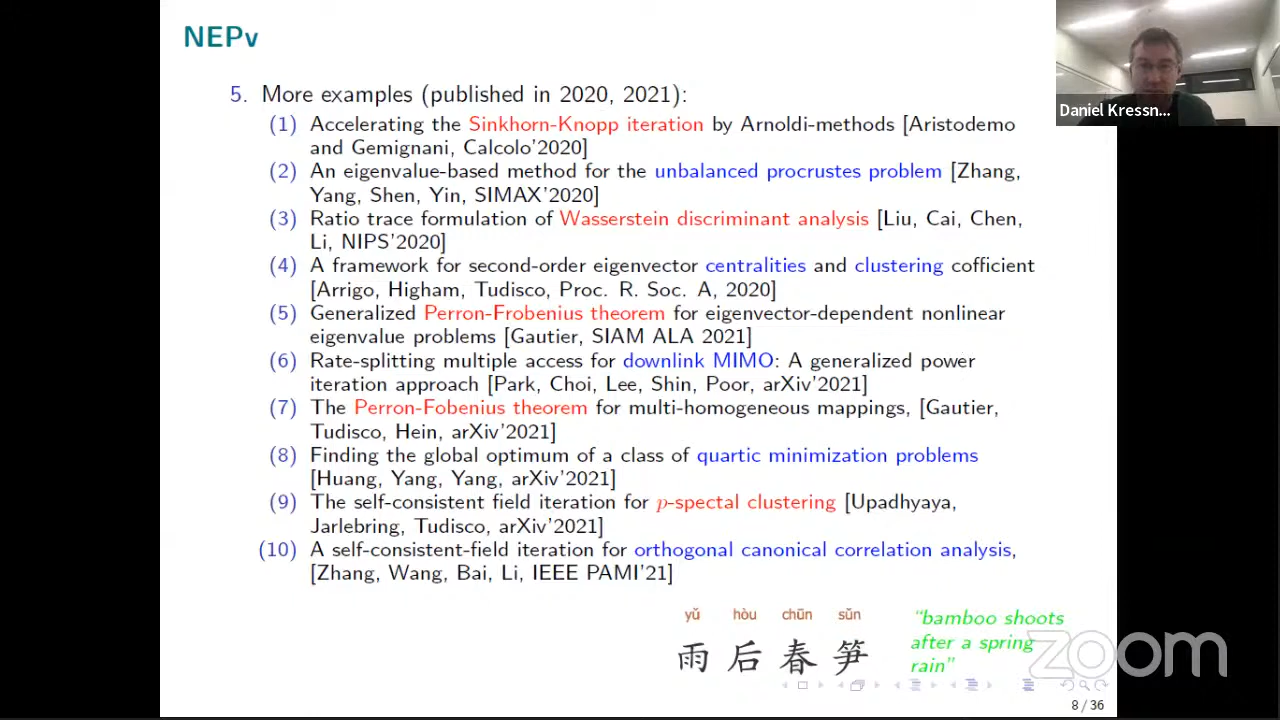 NEPv
5. More examples (published in 2020, 2021):
(1) Accelerating the Sinkhorn-Knopp iteration by Arnoldi-methods [Aristodemo
and Gemignani, Calcolo'2020]
(2) An eigenvalue-based method for the unbalanced procrustes problem [Zhang,
Yang, Shen, Yin, SIMAX'2020]
(3) Ratio trace formulation of Wasserstein discriminant analysis [Liu, Cai, Chen,
Li, NIPS'2020]
(4) A framework for second-order eigenvector centralities and clustering cofficient
[Arrigo, Higham, Tudisco, Proc. R. Soc. A, 2020]
(5) Generalized Perron-Frobenius theorem for eigenvector-dependent nonlinear
eigenvalue problems [Gautier, SIAM ALA 2021]
(6) Rate-splitting multiple access for downlink MIMO: A generalized power
iteration approach [Park, Choi, Lee, Shin, Poor, arXiv'2021]
(7) The Perron-Fobenius theorem for multi-homogeneous mappings, [Gautier,
Tudisco, Hein, arXiv'2021]
(8) Finding the global optimum of a class of quartic minimization problems
[Huang, Yang, Yang, arXiv'2021]
(9) The self-consistent field iteration for p-spectal clustering [Upadhyaya,
Jarlebring, Tudisco, arXiv'2021]
(10) A self-consistent-field iteration for orthogonal canonical correlation analysis,
[Zhang, Wang, Bai, Li, IEEE PAMI'21]
yǔ hòu chūn sǔn
雨后春笋
"bamboo shoots
after a spring
rain"
8 / 36
Daniel Kressn...
zoom